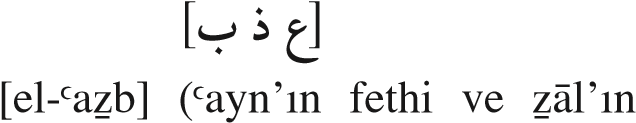 [ع ذ ب]
[el-ʿaẕb] (ʿayn’ın fethi ve ẕāl’ın